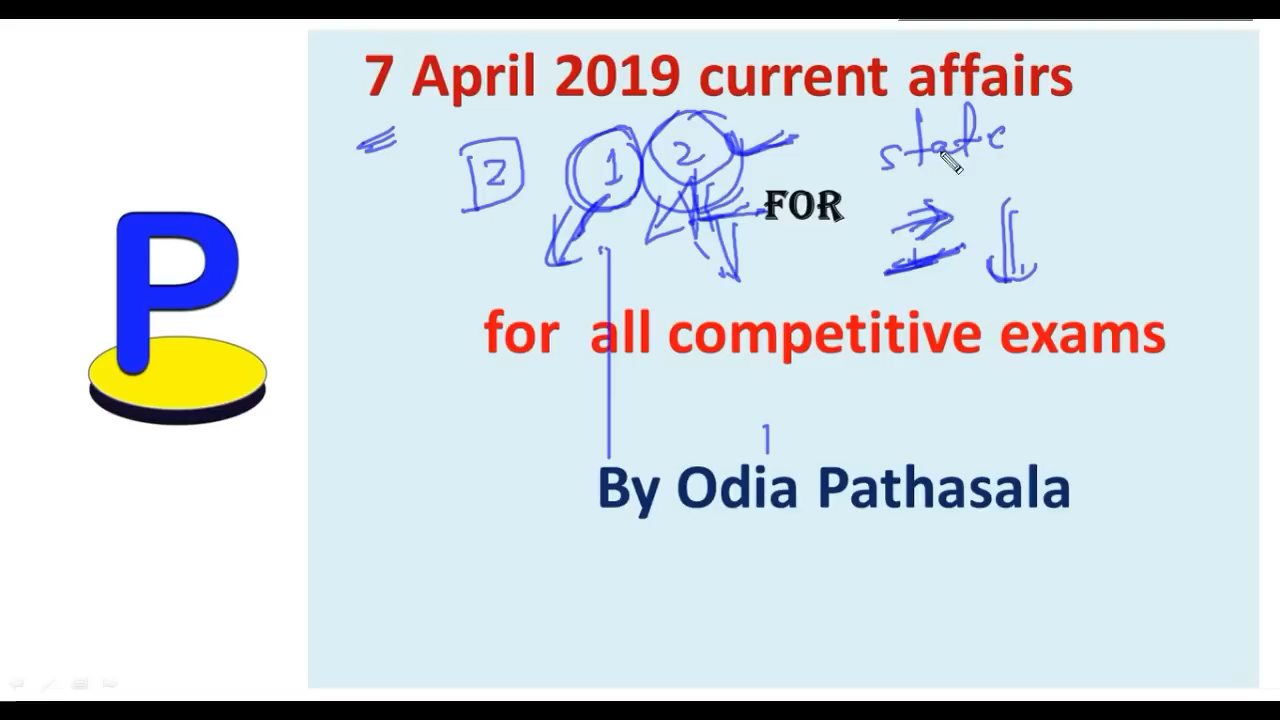 7 April 2019 current affairs
2 1 2 state
FOR
for all competitive exams
1
By Odia Pathasala
P